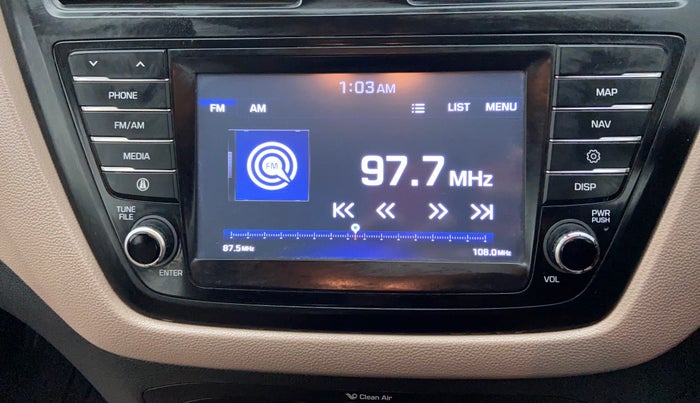 1:03 AM
FM AM LIST MENU
FM
97.7 MHz
87.5 MHz 108.0 MHz
PHONE
FM/AM
MEDIA
TUNE
FILE
ENTER
MAP
NAV
DISP
PWR
PUSH
VOL
Clean Air